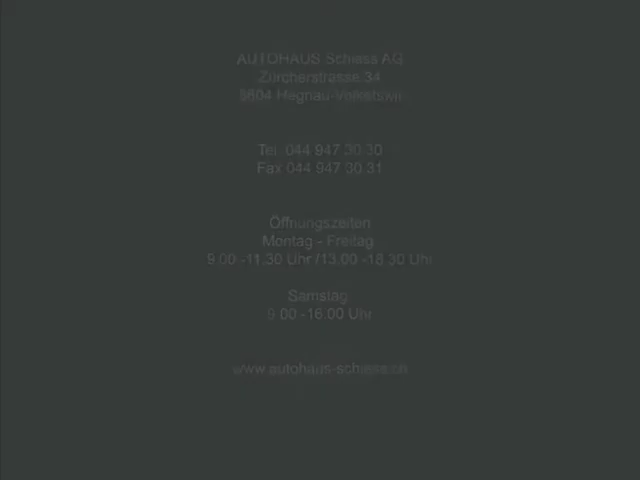 AUTOHAUS Schiess AG
Zürcherstrasse 34
8604 Hegnau-Volketswil
Tel. 044 947 30 30
Fax 044 947 30 31
Öffnungszeiten
Montag - Freitag
9.00 -11.30 Uhr /13.00 -18.30 Uhr
Samstag
9.00 -16.00 Uhr
www.autohaus-schiess.ch